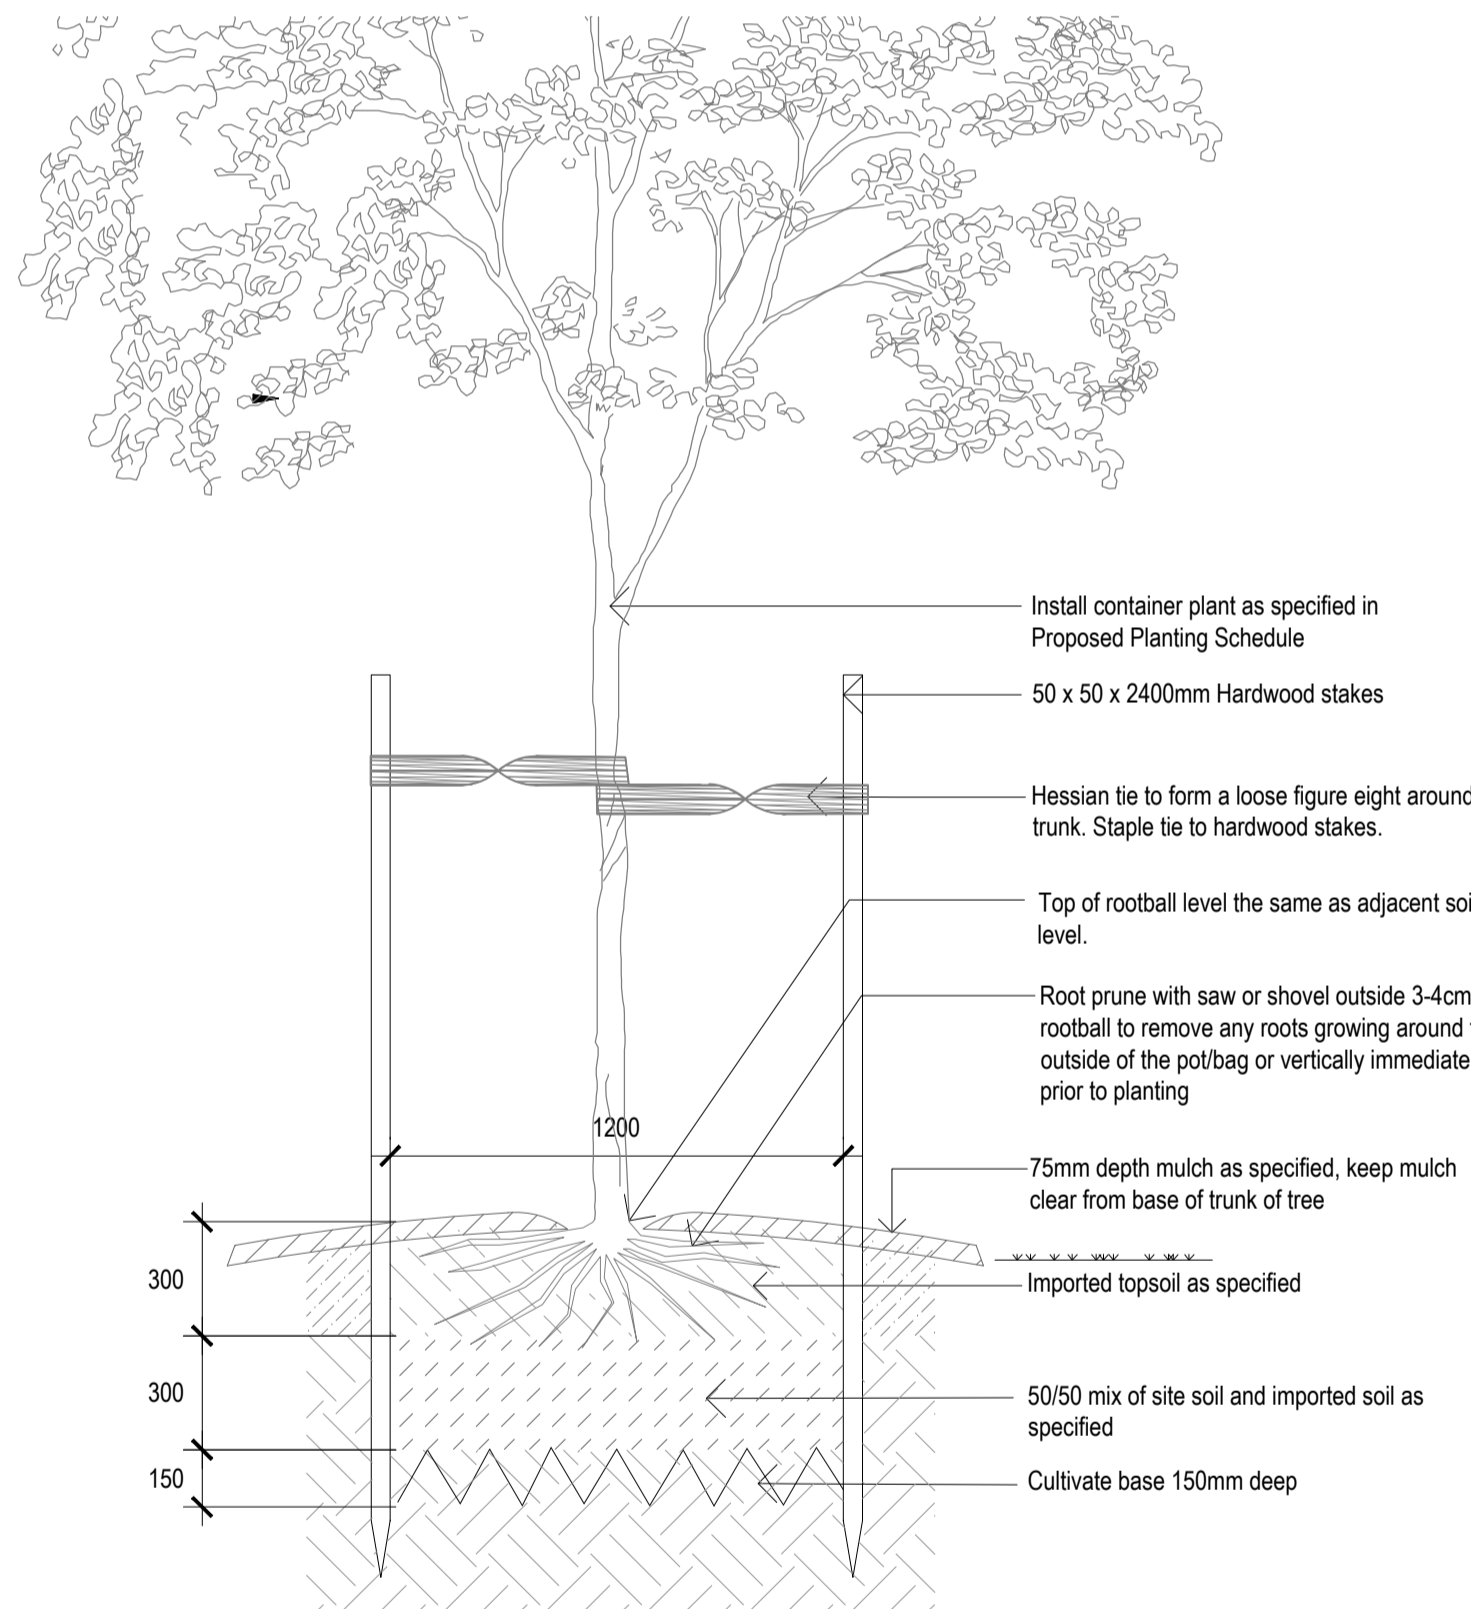 Install container plant as specified in
Proposed Planting Schedule
50 x 50 x 2400mm Hardwood stakes
Hessian tie to form a loose figure eight around
trunk. Staple tie to hardwood stakes.
Top of rootball level the same as adjacent soi
level.
Root prune with saw or shovel outside 3-4cm
rootball to remove any roots growing around
outside of the pot/bag or vertically immediate
prior to planting
1200
75mm depth mulch as specified, keep mulch
clear from base of trunk of tree
300
Imported topsoil as specified
300
50/50 mix of site soil and imported soil as
specified
150
Cultivate base 150mm deep